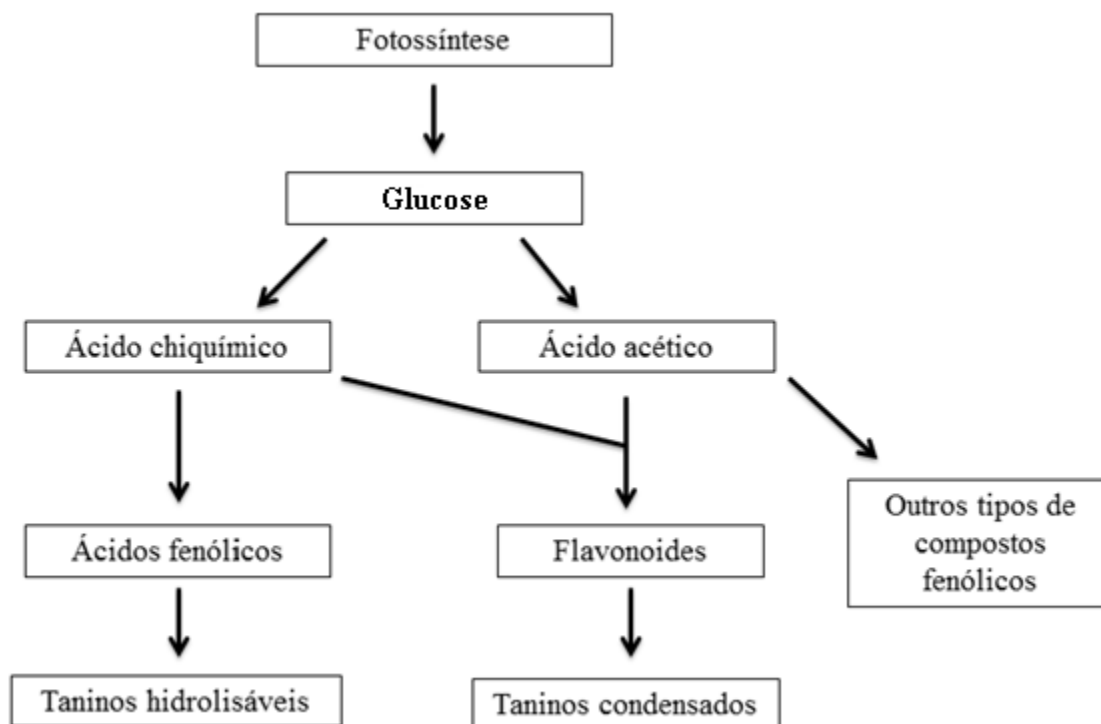 Fotossíntese
Glucose
Ácido chiquímico
Ácido acético
Ácidos fenólicos
Flavonoides
Outros tipos de
compostos
fenólicos
Taninos hidrolisáveis
Taninos condensados